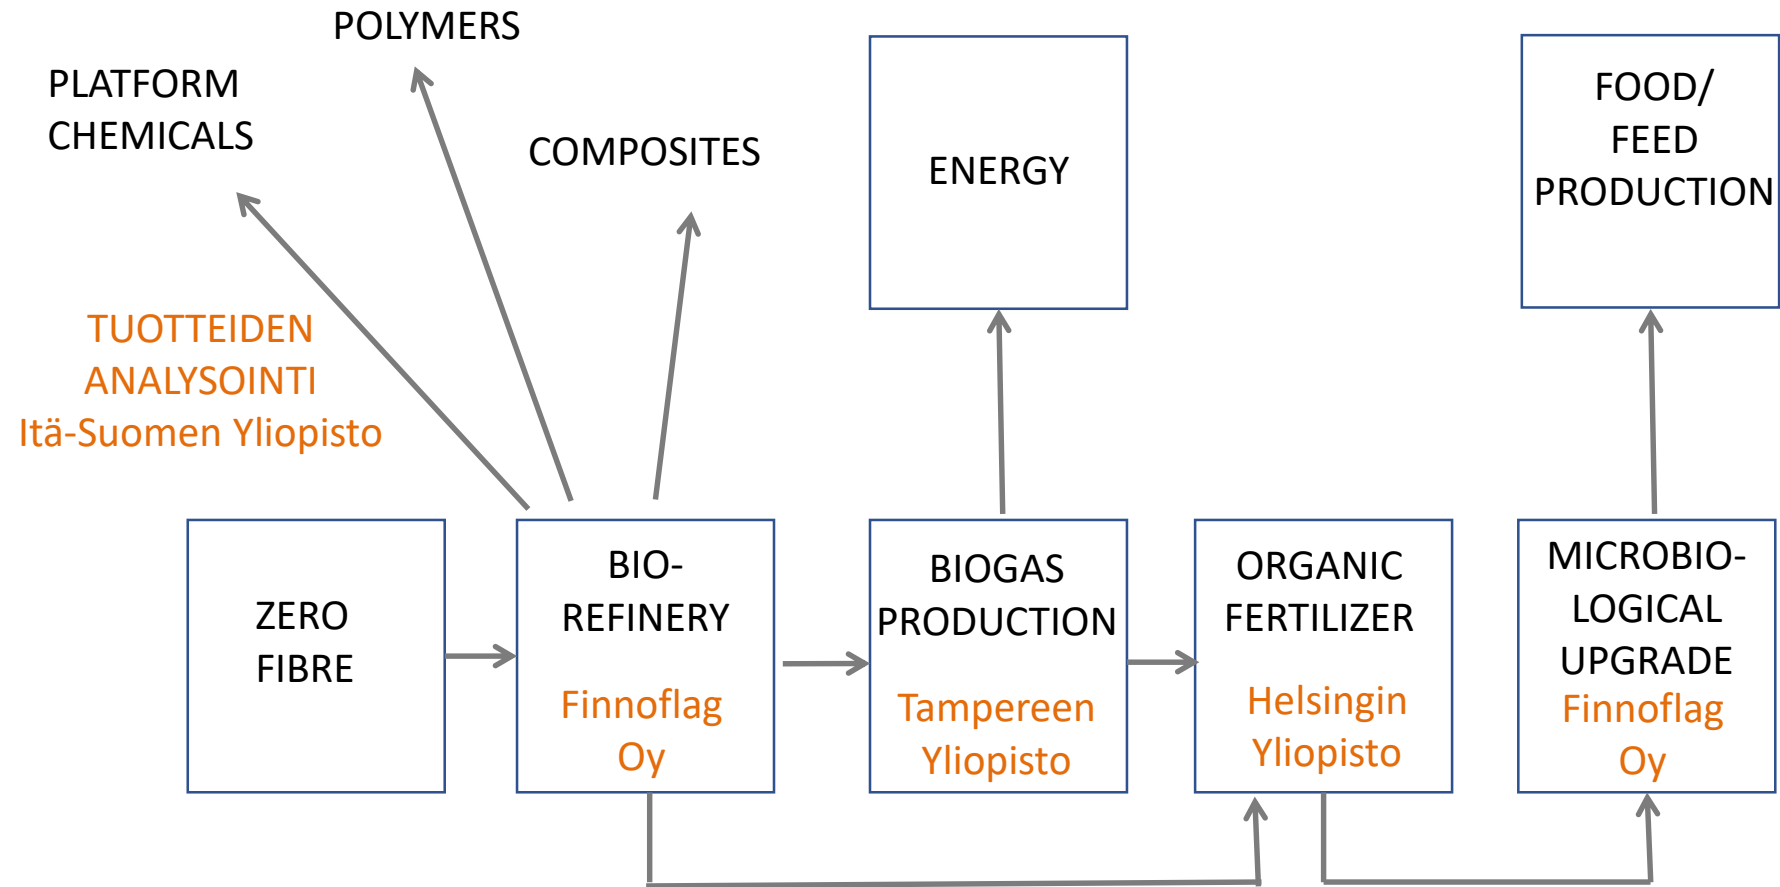 POLYMERS
PLATFORM
CHEMICALS
COMPOSITES
ENERGY
FOOD/
FEED
PRODUCTION
TUOTTEIDEN
ANALYSOINTI
Itä-Suomen Yliopisto
ZERO
FIBRE
BIO-
REFINERY
Finnoflag
Oy
BIOGAS
PRODUCTION
Tampereen
Yliopisto
ORGANIC
FERTILIZER
Helsingin
Yliopisto
MICROBIO-
LOGICAL
UPGRADE
Finnoflag
Oy